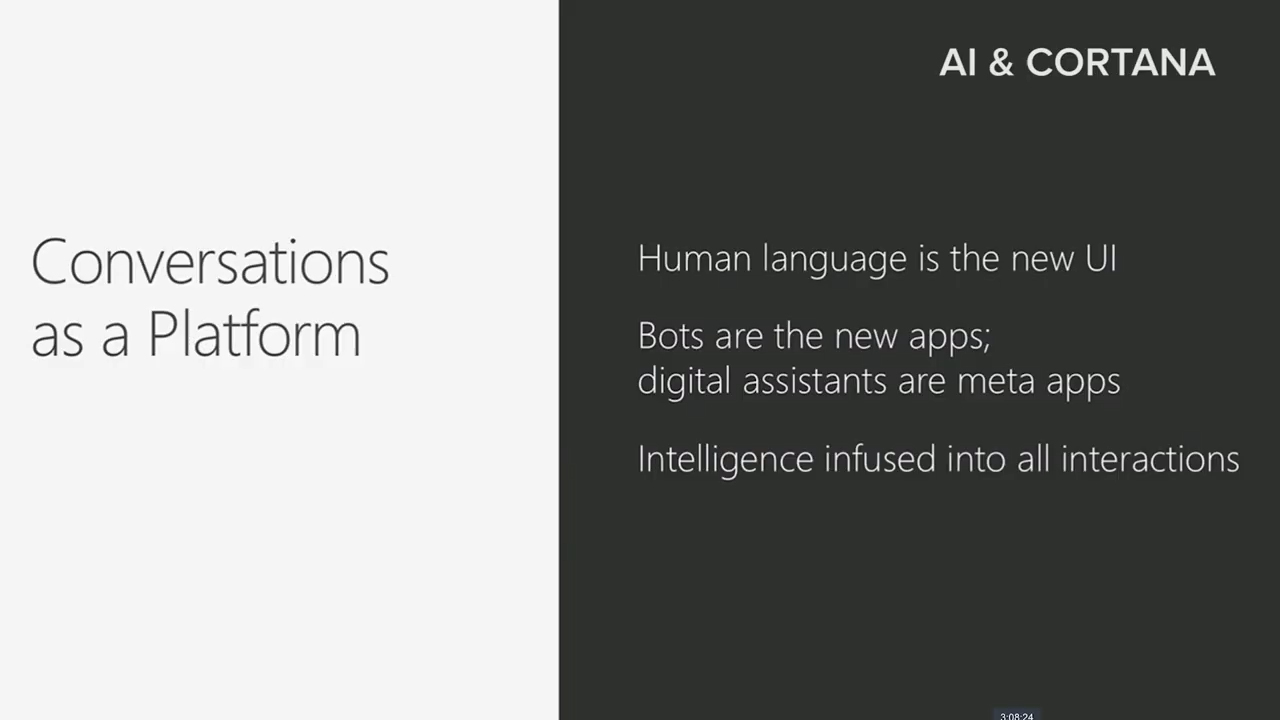 AI & CORTANA
Conversations
as a Platform
Human language is the new UI
Bots are the new apps;
digital assistants are meta apps
Intelligence infused into all interactions
3:08:24